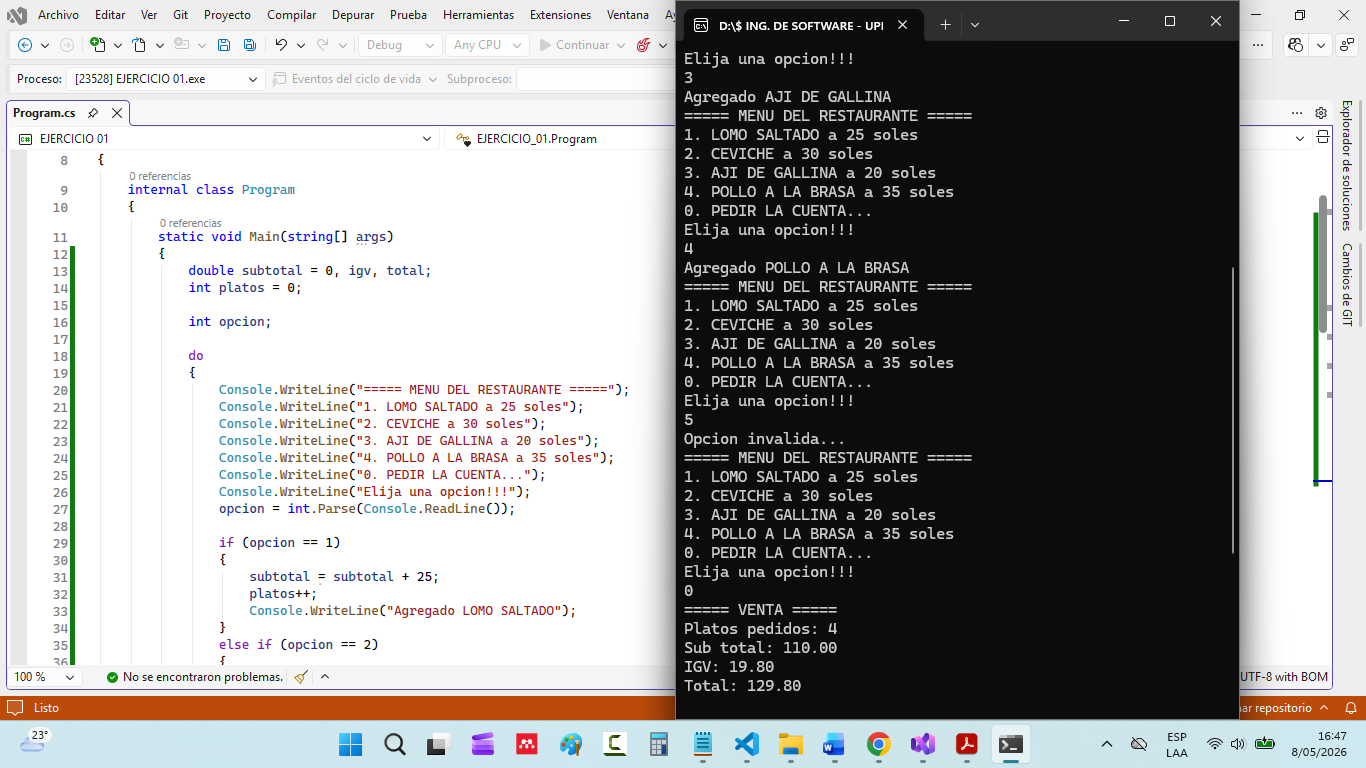 Archivo Editar Ver Git Proyecto Compilar Depurar Prueba Herramientas Extensiones Ventana
Debug Any CPU Continuar
Proceso: [23528] EJERCICIO 01.exe Eventos del ciclo de vida Subproceso:
Program.cs
EJERCICIO 01 EJERCICIO_01.Program
8 {
0 referencias
9 internal class Program
10 {
0 referencias
11 static void Main(string[] args)
12 {
13 double subtotal = 0, igv, total;
14 int platos = 0;
15
16 int opcion;
17
18 do
19 {
20 Console.WriteLine("===== MENU DEL RESTAURANTE =====");
21 Console.WriteLine("1. LOMO SALTADO a 25 soles");
22 Console.WriteLine("2. CEVICHE a 30 soles");
23 Console.WriteLine("3. AJI DE GALLINA a 20 soles");
24 Console.WriteLine("4. POLLO A LA BRASA a 35 soles");
25 Console.WriteLine("0. PEDIR LA CUENTA...");
26 Console.WriteLine("Elija una opcion!!!");
27 opcion = int.Parse(Console.ReadLine());
28
29 if (opcion == 1)
30 {
31 subtotal = subtotal + 25;
32 platos++;
33 Console.WriteLine("Agregado LOMO SALTADO");
34 }
35 else if (opcion == 2)
36 {
100 % No se encontraron problemas.
Listo
D:\$ ING. DE SOFTWARE - UPI
Elija una opcion!!!
3
Agregado AJI DE GALLINA
===== MENU DEL RESTAURANTE =====
1. LOMO SALTADO a 25 soles
2. CEVICHE a 30 soles
3. AJI DE GALLINA a 20 soles
4. POLLO A LA BRASA a 35 soles
0. PEDIR LA CUENTA...
Elija una opcion!!!
4
Agregado POLLO A LA BRASA
===== MENU DEL RESTAURANTE =====
1. LOMO SALTADO a 25 soles
2. CEVICHE a 30 soles
3. AJI DE GALLINA a 20 soles
4. POLLO A LA BRASA a 35 soles
0. PEDIR LA CUENTA...
Elija una opcion!!!
5
Opcion invalida...
===== MENU DEL RESTAURANTE =====
1. LOMO SALTADO a 25 soles
2. CEVICHE a 30 soles
3. AJI DE GALLINA a 20 soles
4. POLLO A LA BRASA a 35 soles
0. PEDIR LA CUENTA...
Elija una opcion!!!
0
===== VENTA =====
Platos pedidos: 4
Sub total: 110.00
IGV: 19.80
Total: 129.80
Explorador de soluciones
Cambios de GIT
UTF-8 with BOM
repositorio
23°
ESP
LAA
16:47
8/05/2026